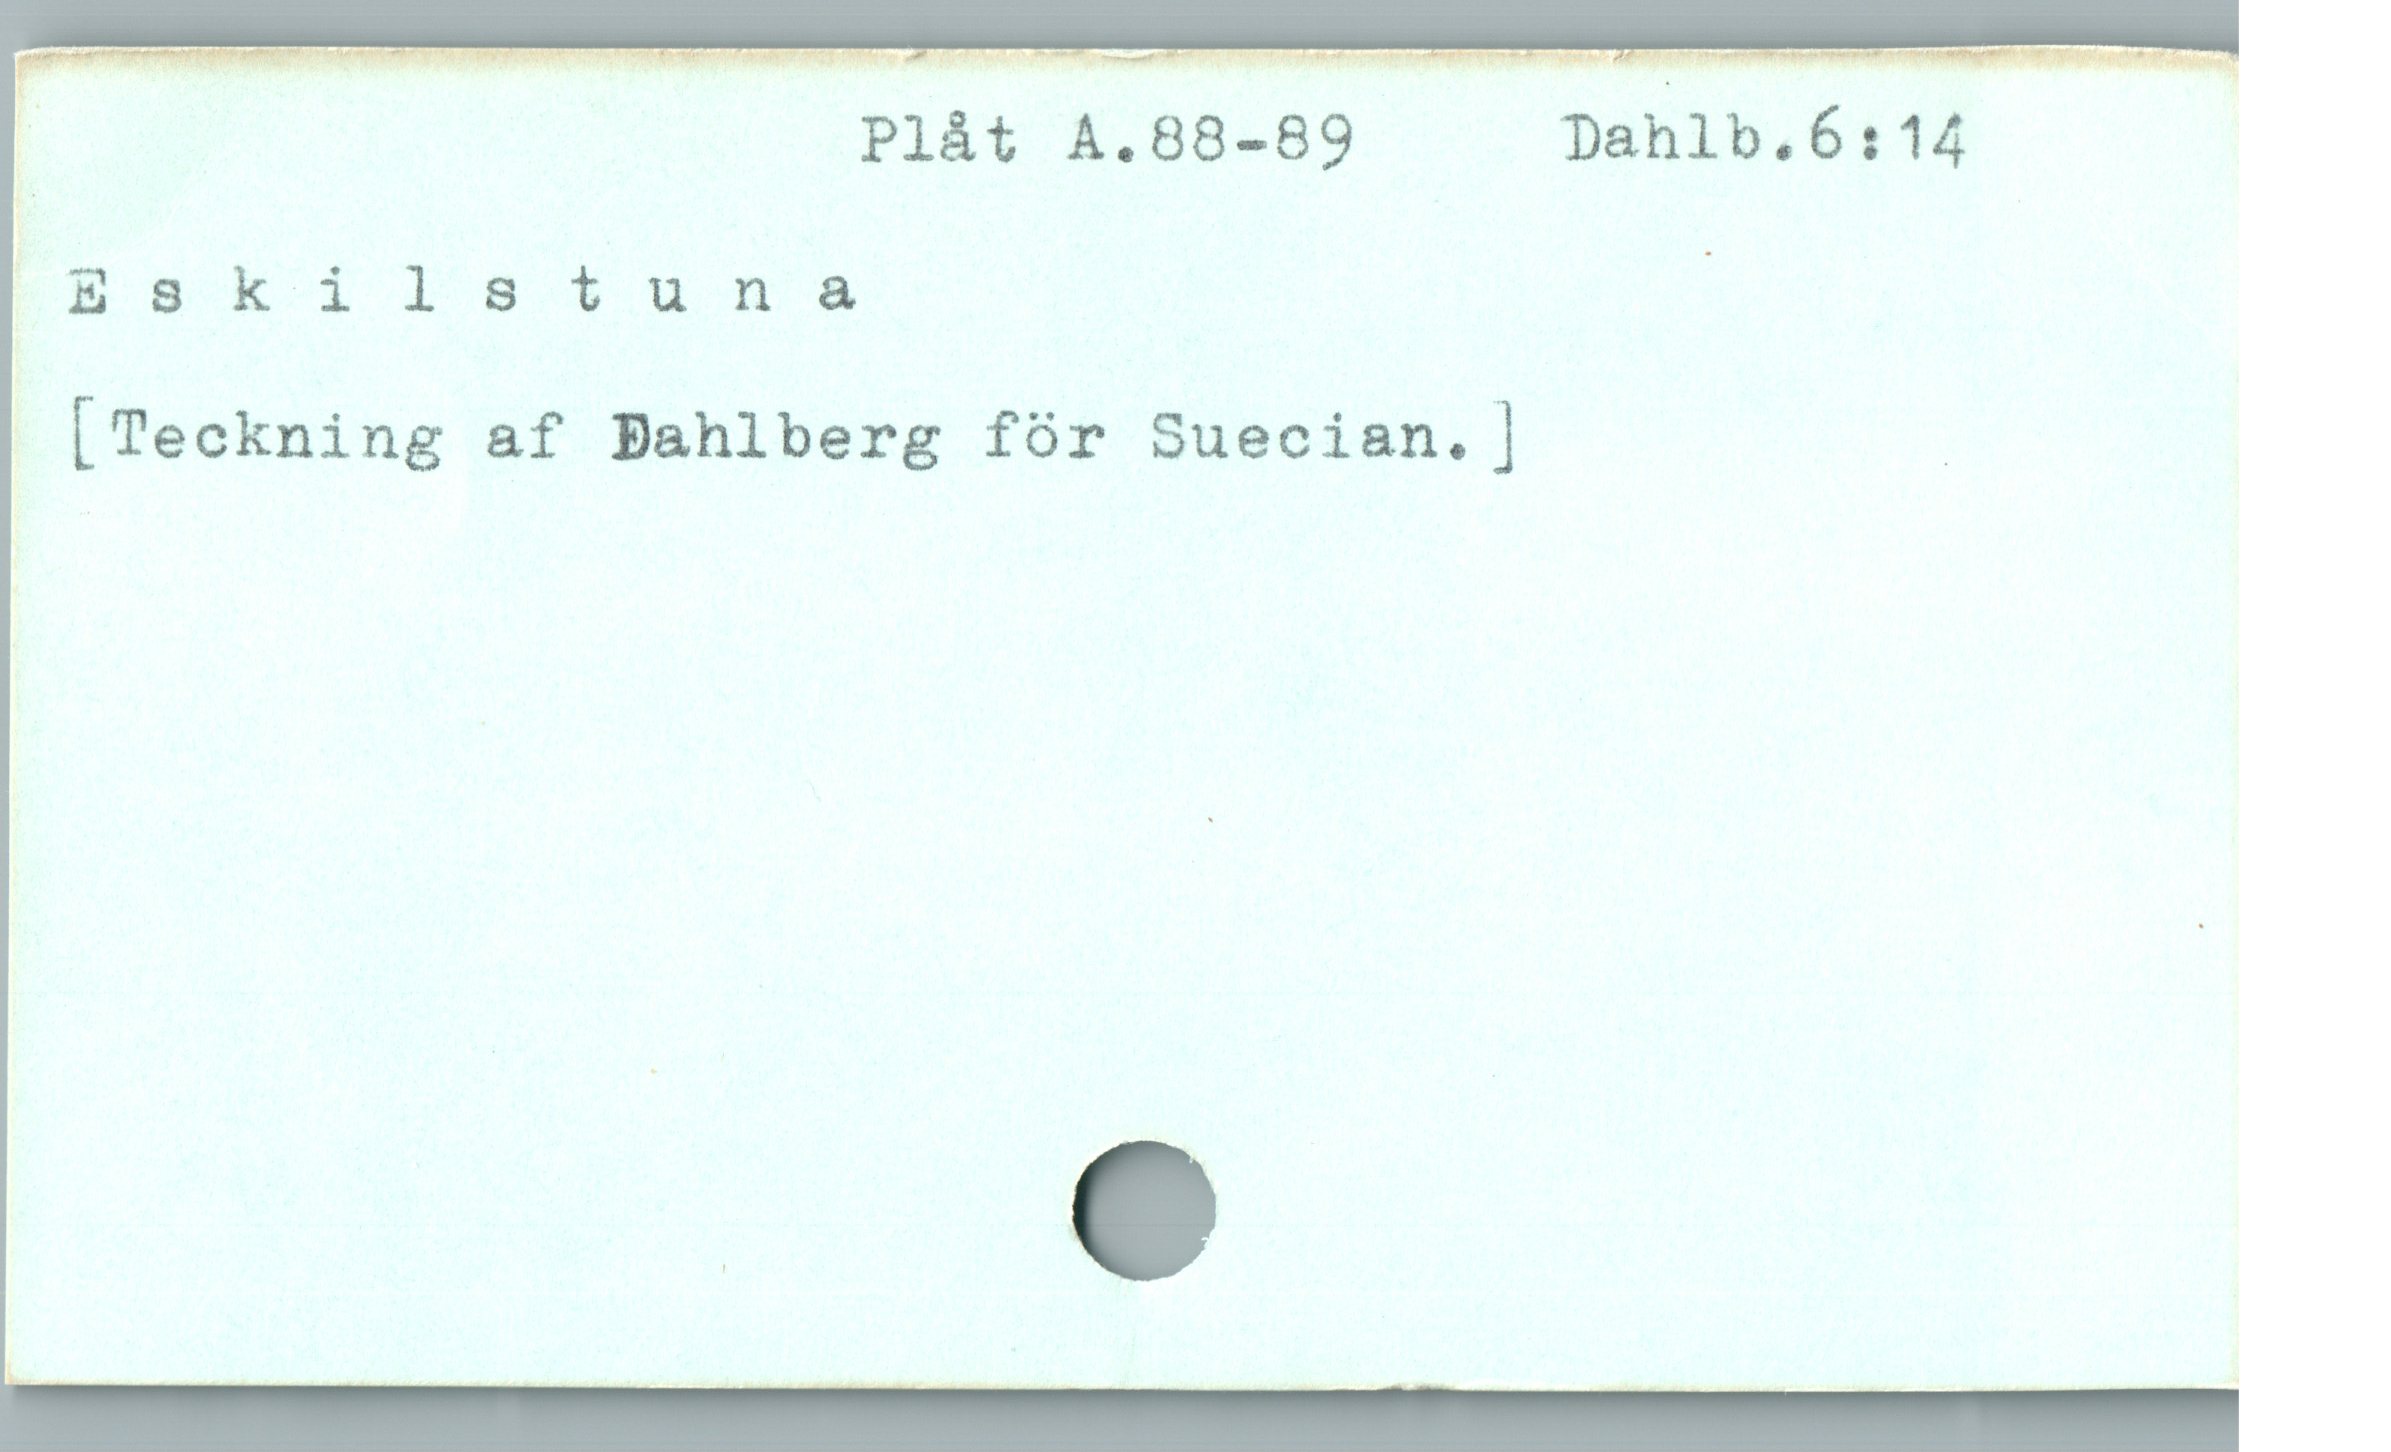 Plåt A.88-89 Dahlb.6:14
E s k i l s t u n a
[Teckning af Dahlberg för Suecian.]